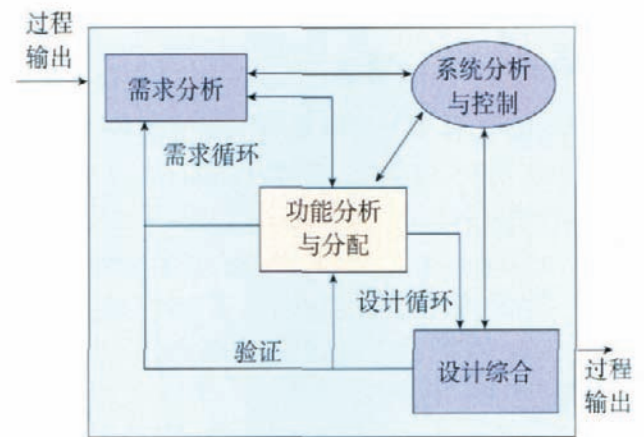 过程
输出
需求分析
系统分析
与控制
需求循环
功能分析
与分配
设计循环
验证
设计综合
过程
输出